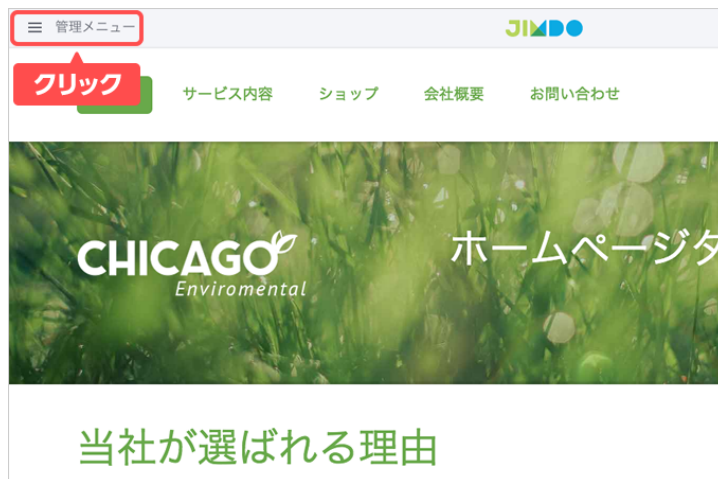 管理メニュー
JIMDO
クリック
サービス内容 ショップ 会社概要 お問い合わせ
CHICAGO
Enviromental
ホームページタ
当社が選ばれる理由